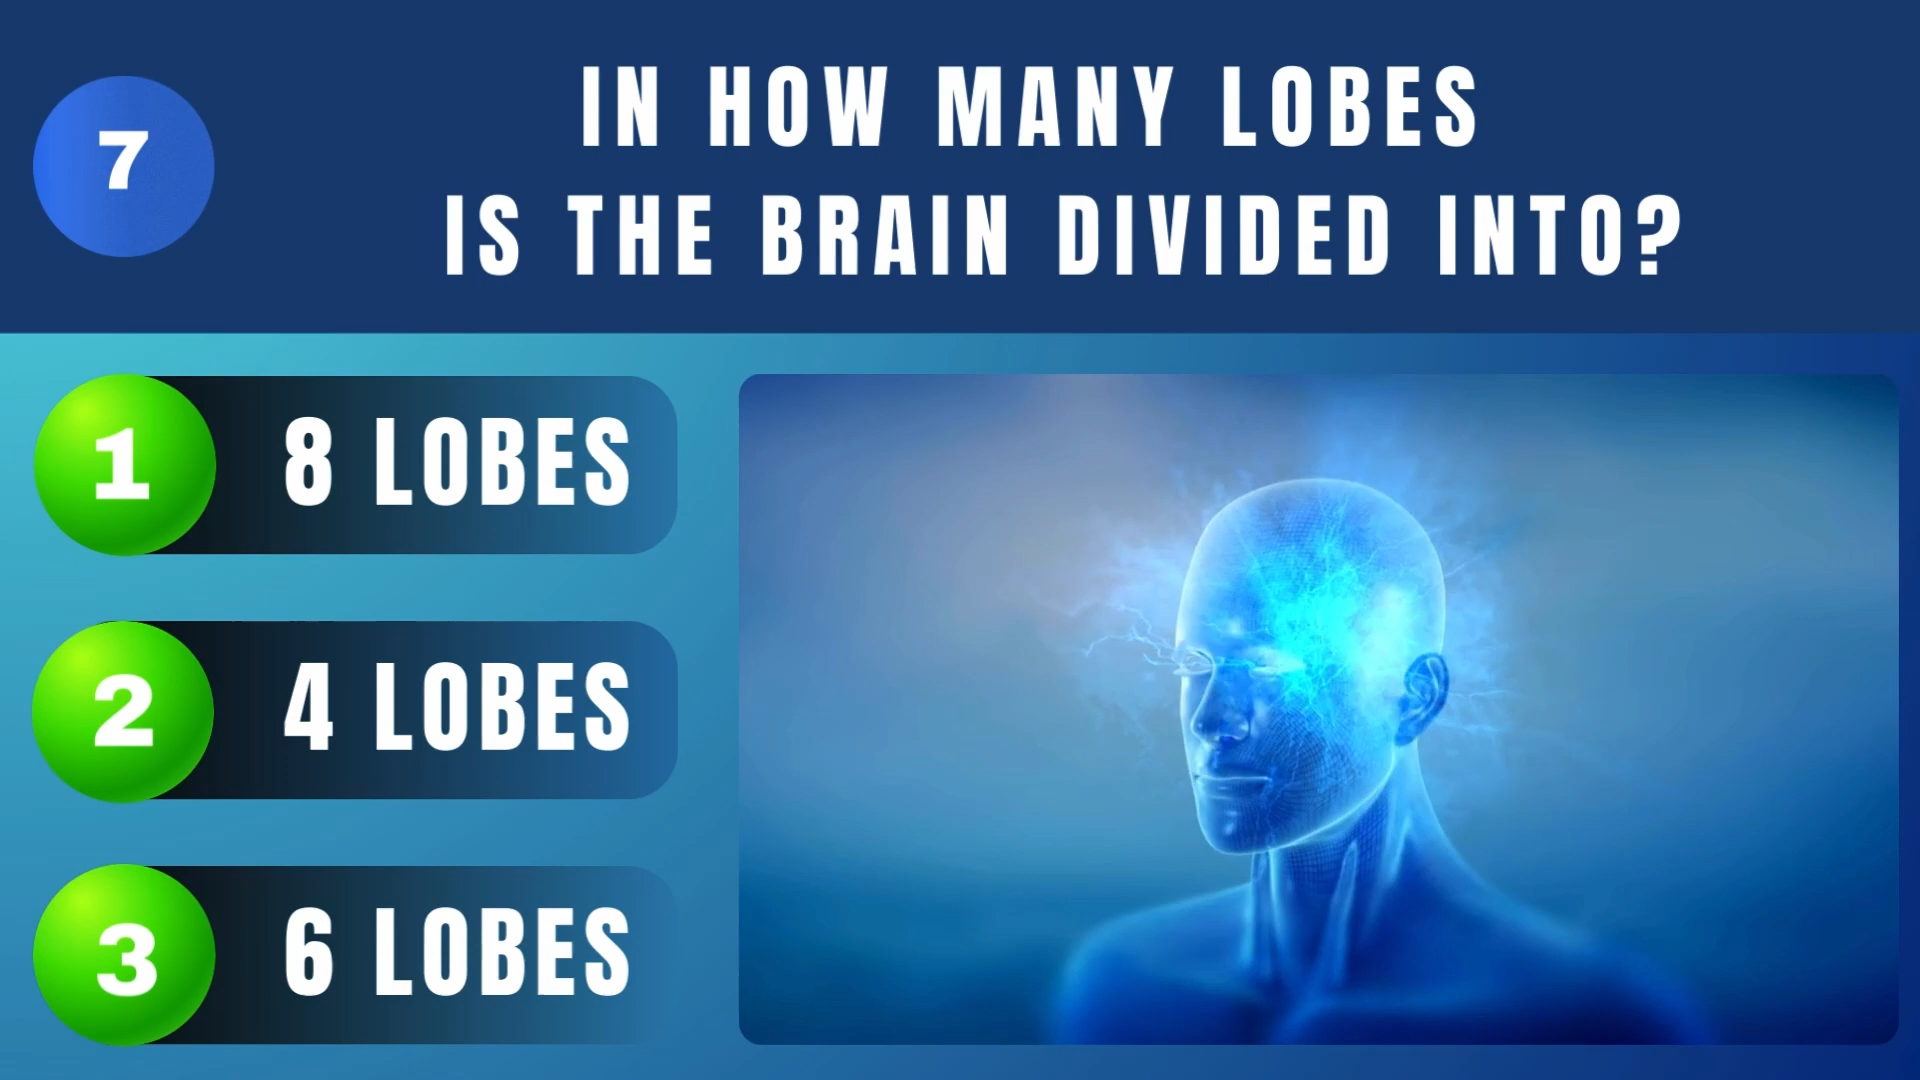 7
IN HOW MANY LOBES
IS THE BRAIN DIVIDED INTO?
1 8 LOBES
2 4 LOBES
3 6 LOBES